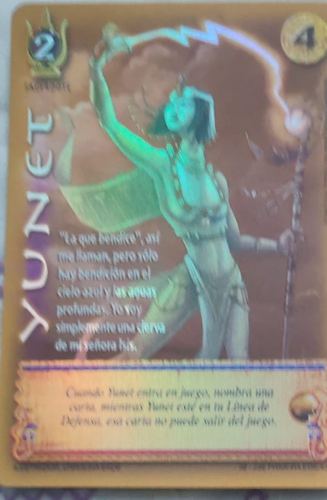 2
4
YUNET
"La que bendice", así
me llaman, pero sólo
hay bendición en el
cielo azul y las aguas
profundas. Yo soy
simplemente una sierva
de mi señora Isis.
Cuando Yunet entra en juego, nombra una
carta, mientras Yunet esté en tu Línea de
Defensa, esa carta no puede salir del juego.